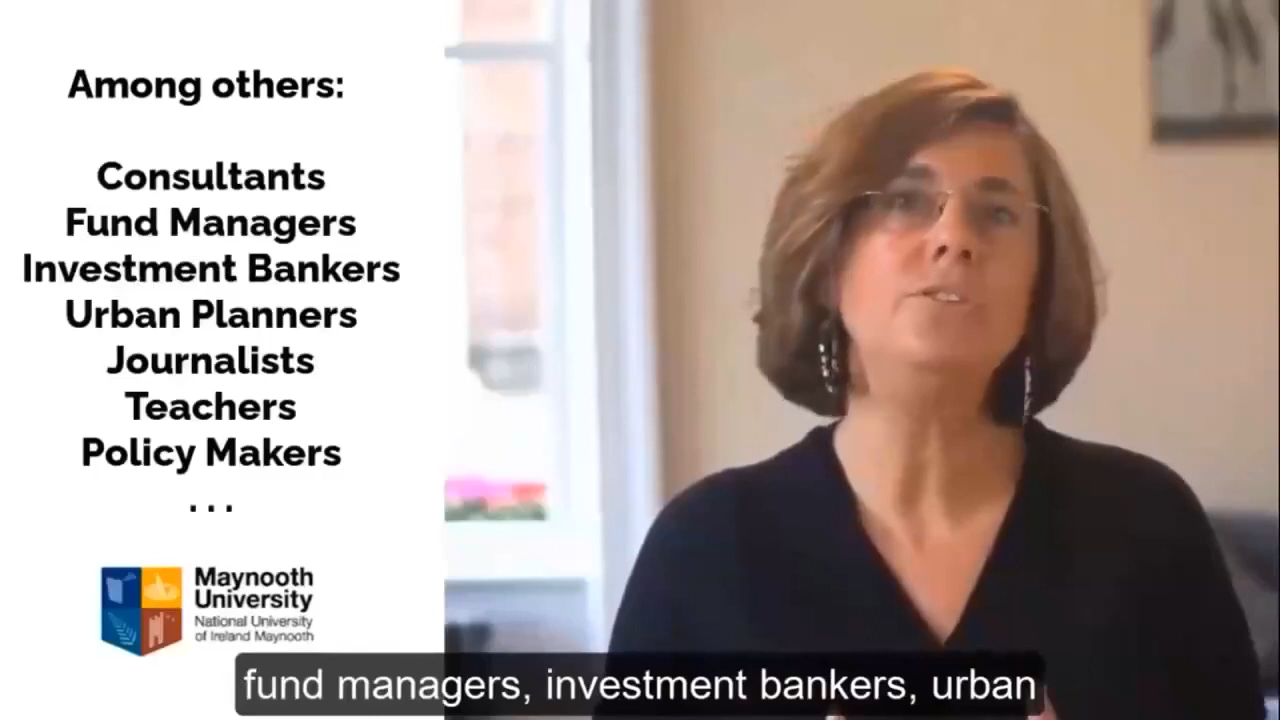 Among others:
Consultants
Fund Managers
Investment Bankers
Urban Planners
Journalists
Teachers
Policy Makers
...
Maynooth
University
National University
of Ireland Maynooth
fund managers, investment bankers, urban